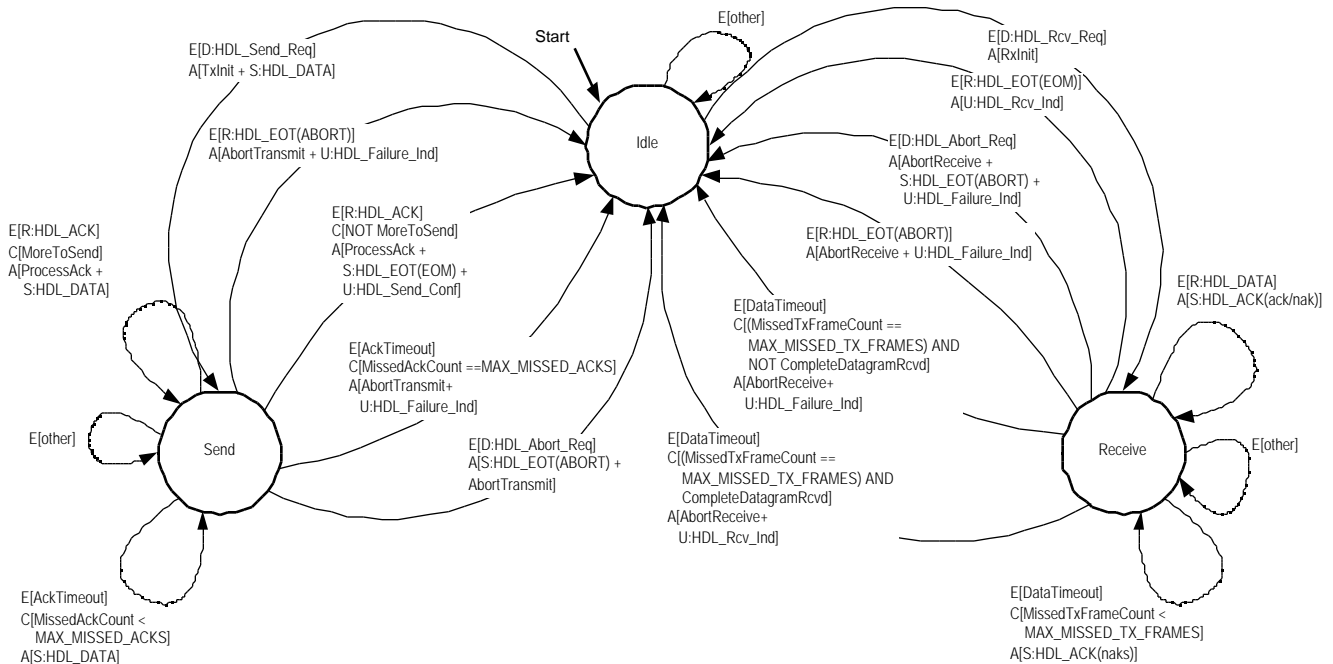 E[other]
Start
E[D:HDL_Send_Req]
A[TxInit + S:HDL_DATA]
E[D:HDL_Rcv_Req]
A[RxInit]
E[R:HDL_EOT(EOM)]
A[U:HDL_Rcv_Ind]
E[R:HDL_EOT(ABORT)]
A[AbortTransmit + U:HDL_Failure_Ind]
Idle
E[D:HDL_Abort_Req]
A[AbortReceive +
S:HDL_EOT(ABORT) +
U:HDL_Failure_Ind]
E[R:HDL_ACK]
C[MoreToSend]
A[ProcessAck +
S:HDL_DATA]
E[R:HDL_ACK]
C[NOT MoreToSend]
A[ProcessAck +
S:HDL_EOT(EOM) +
U:HDL_Send_Conf]
E[R:HDL_EOT(ABORT)]
A[AbortReceive + U:HDL_Failure_Ind]
E[R:HDL_DATA]
A[S:HDL_ACK(ack/nak)]
E[DataTimeout]
C[(MissedTxFrameCount ==
MAX_MISSED_TX_FRAMES) AND
NOT CompleteDatagramRcvd]
A[AbortReceive+
U:HDL_Failure_Ind]
E[AckTimeout]
C[MissedAckCount ==MAX_MISSED_ACKS]
A[AbortTransmit+
U:HDL_Failure_Ind]
E[other]
Send
E[D:HDL_Abort_Req]
A[S:HDL_EOT(ABORT) +
AbortTransmit]
E[DataTimeout]
C[(MissedTxFrameCount ==
MAX_MISSED_TX_FRAMES) AND
CompleteDatagramRcvd]
A[AbortReceive+
U:HDL_Rcv_Ind]
Receive
E[other]
E[AckTimeout]
C[MissedAckCount <
MAX_MISSED_ACKS]
A[S:HDL_DATA]
E[DataTimeout]
C[MissedTxFrameCount <
MAX_MISSED_TX_FRAMES]
A[S:HDL_ACK(naks)]